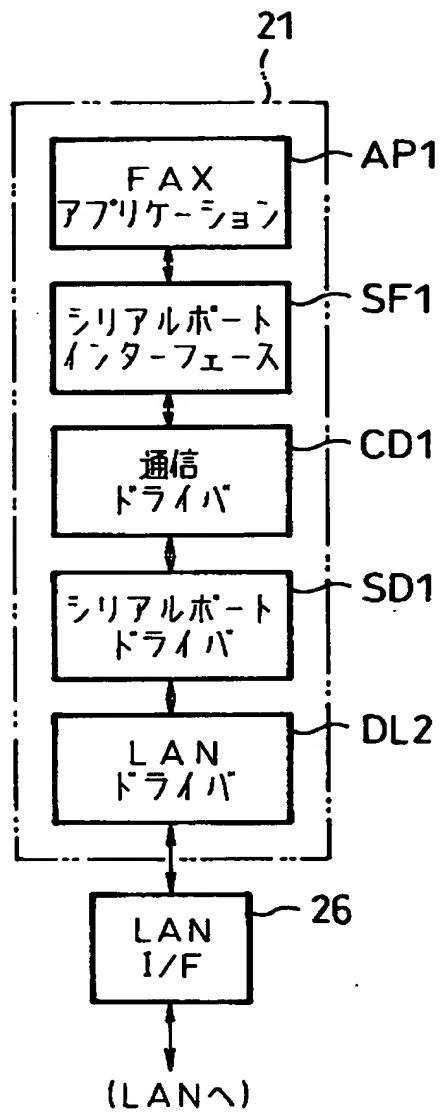 21
FAX
アプリケーション
AP1
シリアルポート
インターフェース
SF1
通信
ドライバ
CD1
シリアルポート
ドライバ
SD1
LAN
ドライバ
DL2
LAN
I/F
26
(LANへ)